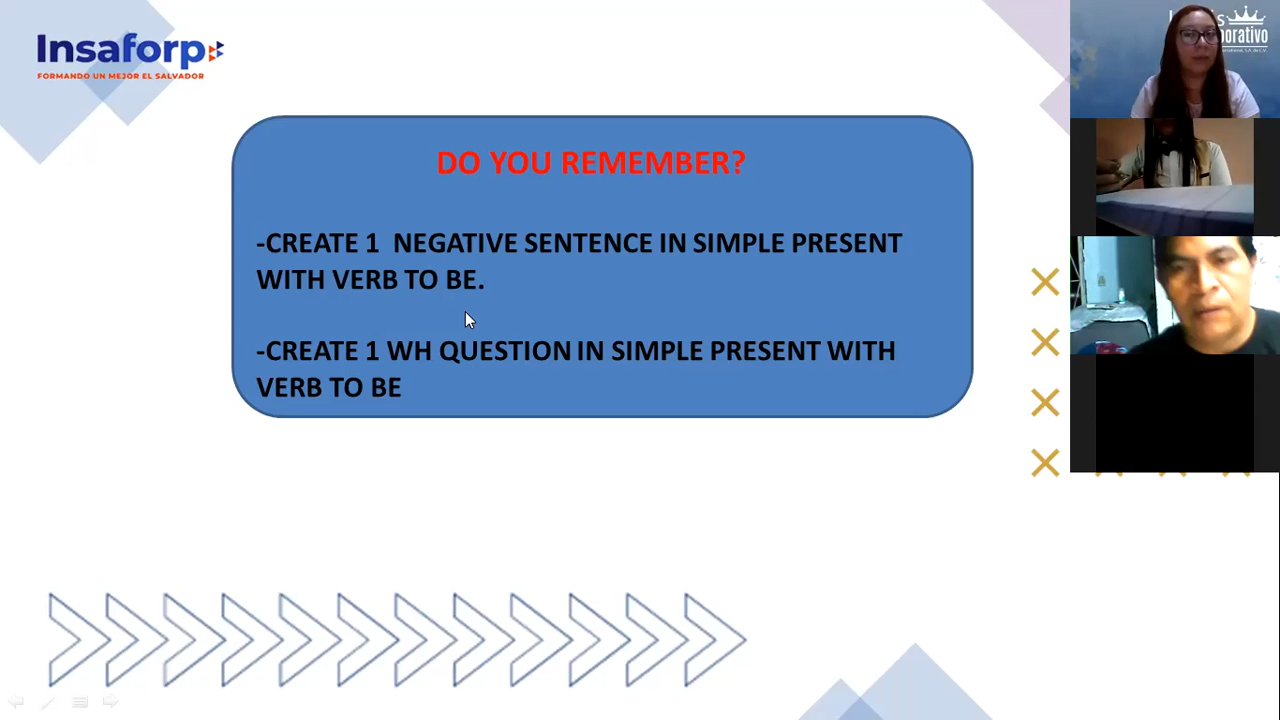 Insaforp
FORMANDO UN MEJOR EL SALVADOR
DO YOU REMEMBER?
-CREATE 1 NEGATIVE SENTENCE IN SIMPLE PRESENT
WITH VERB TO BE.
-CREATE 1 WH QUESTION IN SIMPLE PRESENT WITH
VERB TO BE